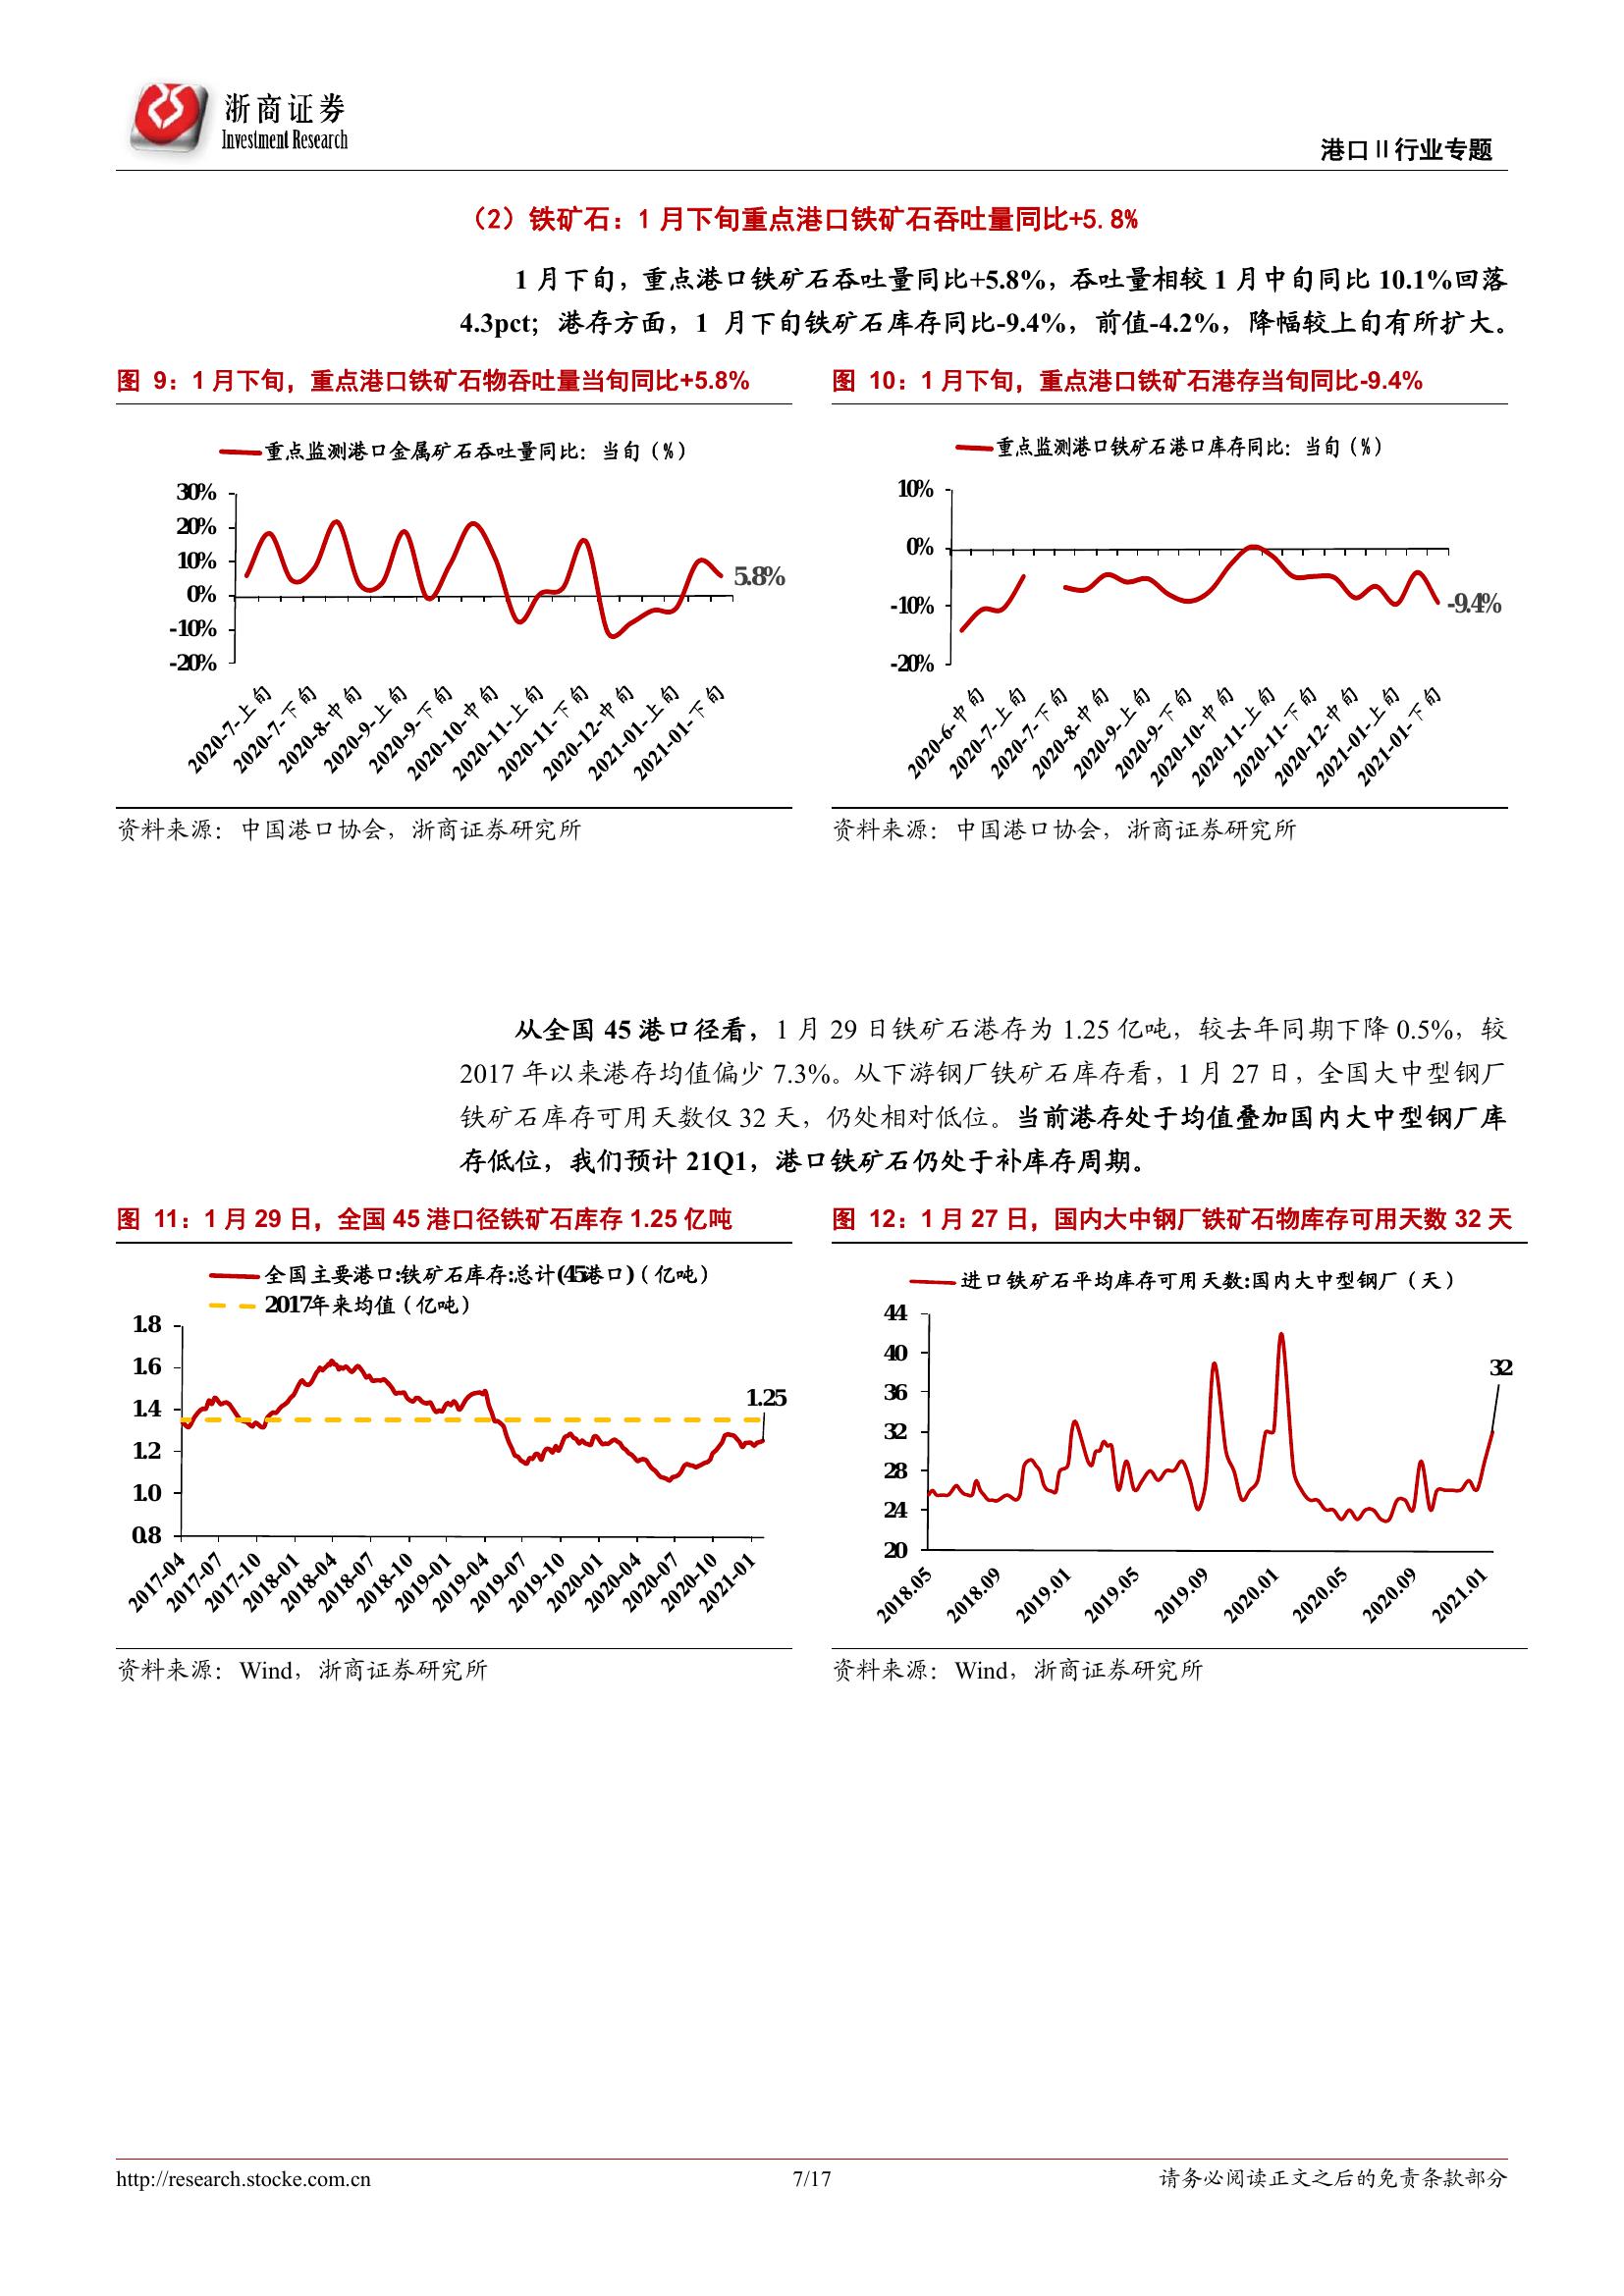 浙商证券
Investment Research
港口Ⅱ行业专题
（2）铁矿石：1 月下旬重点港口铁矿石吞吐量同比+5.8%
1 月下旬，重点港口铁矿石吞吐量同比+5.8%，吞吐量相较 1 月中旬同比 10.1%回落
4.3pct；港存方面，1 月下旬铁矿石库存同比-9.4%，前值-4.2%，降幅较上旬有所扩大。
图 9：1 月下旬，重点港口铁矿石物吞吐量当旬同比+5.8%
重点监测港口金属矿石吞吐量同比：当旬（%）
30%
20%
10%
0%
-10%
-20%
5.8%
2020-7-上旬
2020-7-下旬
2020-8-中旬
2020-9-上旬
2020-9-下旬
2020-10-中旬
2020-11-上旬
2020-11-下旬
2020-12-中旬
2021-01-上旬
2021-01-下旬
资料来源：中国港口协会，浙商证券研究所
图 10：1 月下旬，重点港口铁矿石港存当旬同比-9.4%
重点监测港口铁矿石港口库存同比：当旬（%）
10%
0%
-10%
-20%
-9.4%
2020-6-中旬
2020-7-上旬
2020-7-下旬
2020-8-中旬
2020-9-上旬
2020-9-下旬
2020-10-中旬
2020-11-上旬
2020-11-下旬
2020-12-中旬
2021-01-上旬
2021-01-下旬
资料来源：中国港口协会，浙商证券研究所
从全国 45 港口径看，1 月 29 日铁矿石港存为 1.25 亿吨，较去年同期下降 0.5%，较
2017 年以来港存均值偏少 7.3%。从下游钢厂铁矿石库存看，1 月 27 日，全国大中型钢厂
铁矿石库存可用天数仅 32 天，仍处相对低位。当前港存处于均值叠加国内大中型钢厂库
存低位，我们预计 21Q1，港口铁矿石仍处于补库存周期。
图 11：1 月 29 日，全国 45 港口径铁矿石库存 1.25 亿吨
全国主要港口:铁矿石库存:总计(45港口)（亿吨）
2017年来均值（亿吨）
1.8
1.6
1.4
1.2
1.0
0.8
1.25
2017-04
2017-07
2017-10
2018-01
2018-04
2018-07
2018-10
2019-01
2019-04
2019-07
2019-10
2020-01
2020-04
2020-07
2020-10
2021-01
资料来源：Wind，浙商证券研究所
图 12：1 月 27 日，国内大中钢厂铁矿石物库存可用天数 32 天
进口铁矿石平均库存可用天数:国内大中型钢厂（天）
44
40
36
32
28
24
20
32
2018.05
2018.09
2019.01
2019.05
2019.09
2020.01
2020.05
2020.09
2021.01
资料来源：Wind，浙商证券研究所
http://research.stocke.com.cn
7/17
请务必阅读正文之后的免责条款部分